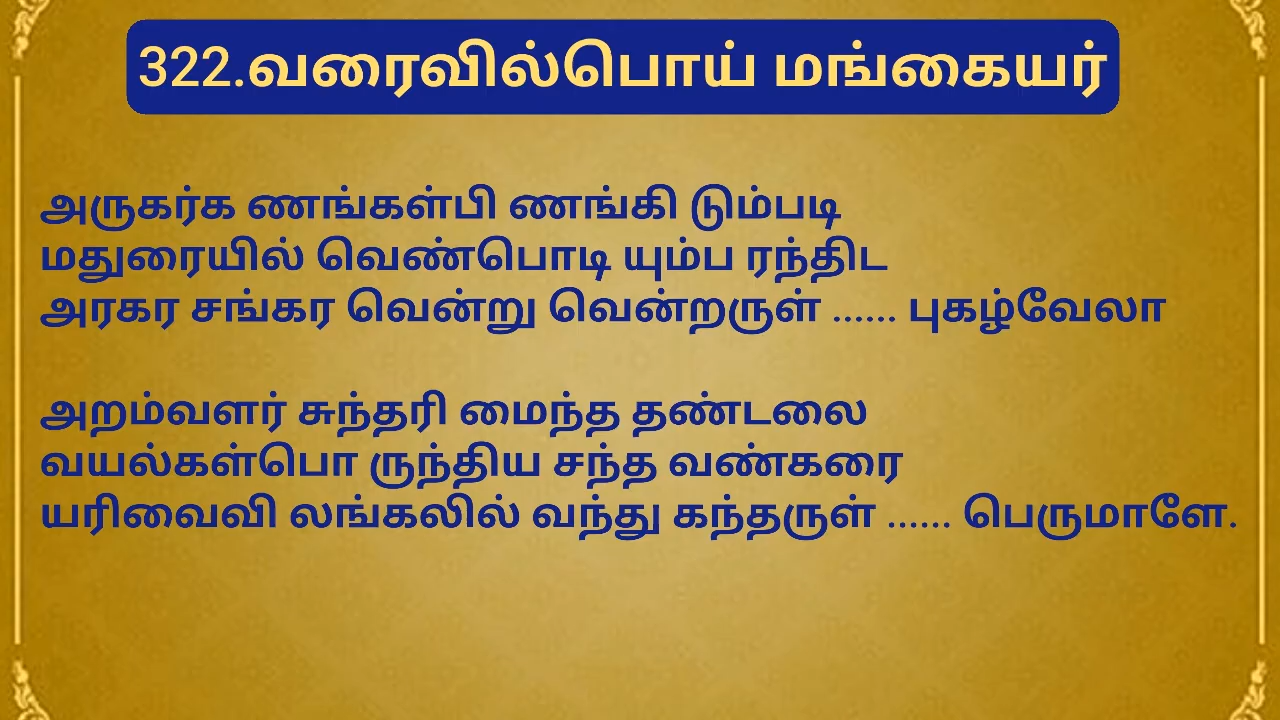 322.வரைவில்பொய் மங்கையர்
அருகர்க ணங்கள்பி ணங்கி டும்படி
மதுரையில் வெண்பொடி யும்ப ரந்திட
அரகர சங்கர வென்று வென்றருள் ...... புகழ்வேலா
அறம்வளர் சுந்தரி மைந்த தண்டலை
வயல்கள்பொ ருந்திய சந்த வண்கரை
யரிவைவி லங்கலில் வந்து கந்தருள் ...... பெருமாளே.